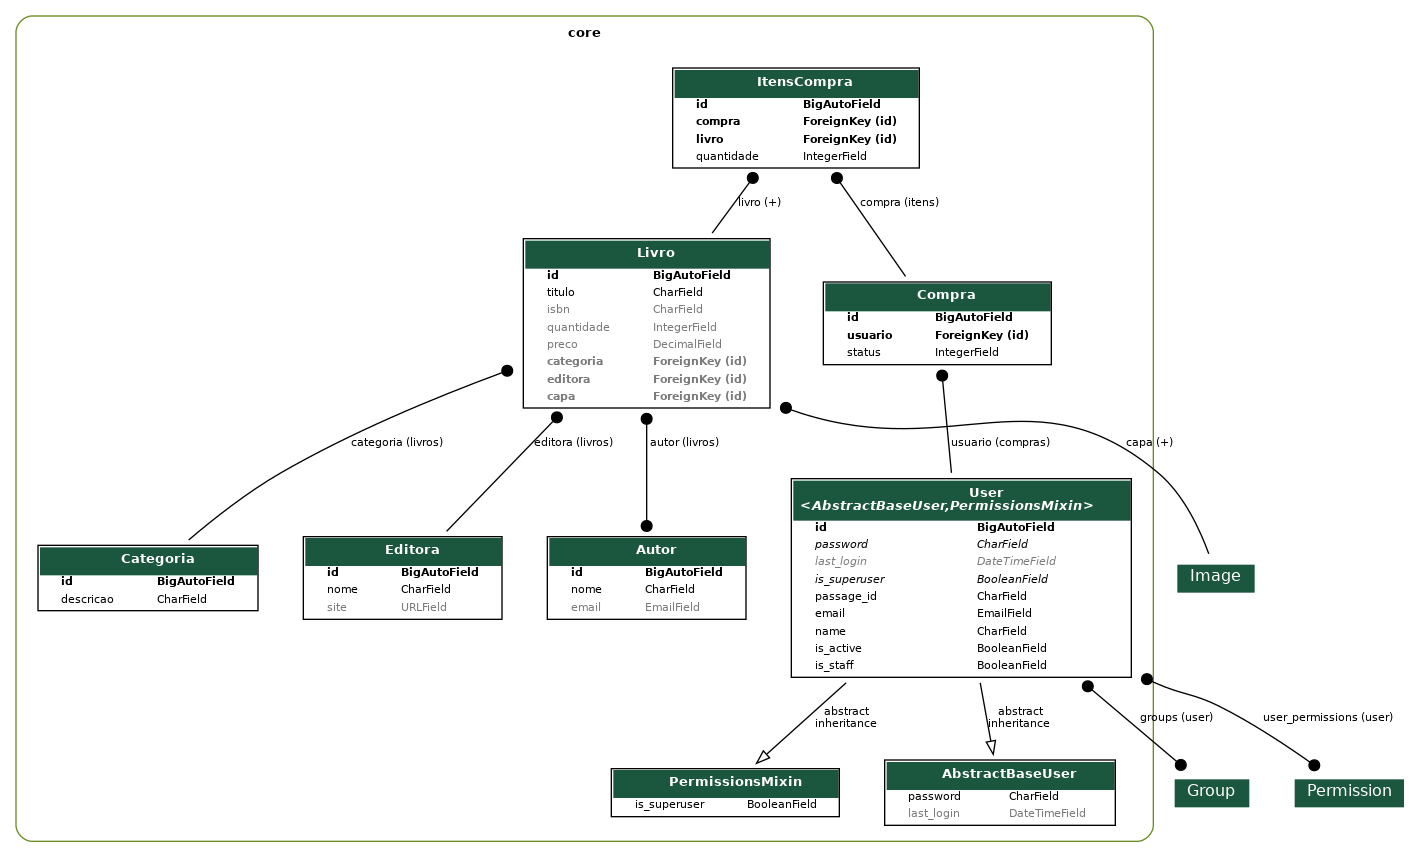 core
ItensCompra
id BigAutoField
compra ForeignKey (id)
livro ForeignKey (id)
quantidade IntegerField
livro (+)
compra (itens)
Livro
id BigAutoField
titulo CharField
isbn CharField
quantidade IntegerField
preco DecimalField
categoria ForeignKey (id)
editora ForeignKey (id)
capa ForeignKey (id)
Compra
id BigAutoField
usuario ForeignKey (id)
status IntegerField
categoria (livros)
editora (livros)
autor (livros)
usuario (compras)
capa (+)
Categoria
id BigAutoField
descricao CharField
Editora
id BigAutoField
nome CharField
site URLField
Autor
id BigAutoField
nome CharField
email EmailField
User
<AbstractBaseUser,PermissionsMixin>
id BigAutoField
password CharField
last_login DateTimeField
is_superuser BooleanField
passage_id CharField
email EmailField
name CharField
is_active BooleanField
is_staff BooleanField
Image
abstract
inheritance
abstract
inheritance
groups (user)
user_permissions (user)
PermissionsMixin
is_superuser BooleanField
AbstractBaseUser
password CharField
last_login DateTimeField
Group
Permission